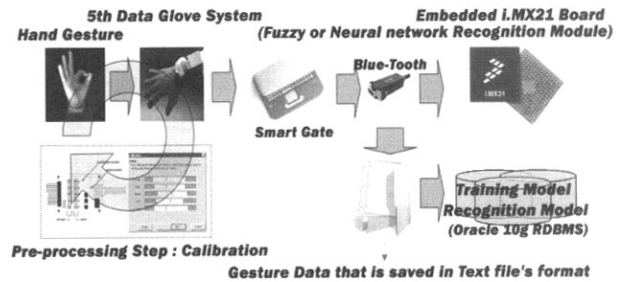 5th Data Glove System
Embedded i.MX21 Board
Hand Gesture
(Fuzzy or Neural network Recognition Module)
Blue-Tooth
i.MX21
Smart Gate
Training Model
Recognition Model
(Oracle 10g RDBMS)
Pre-processing Step : Calibration
Gesture Data that is saved in Text file's format